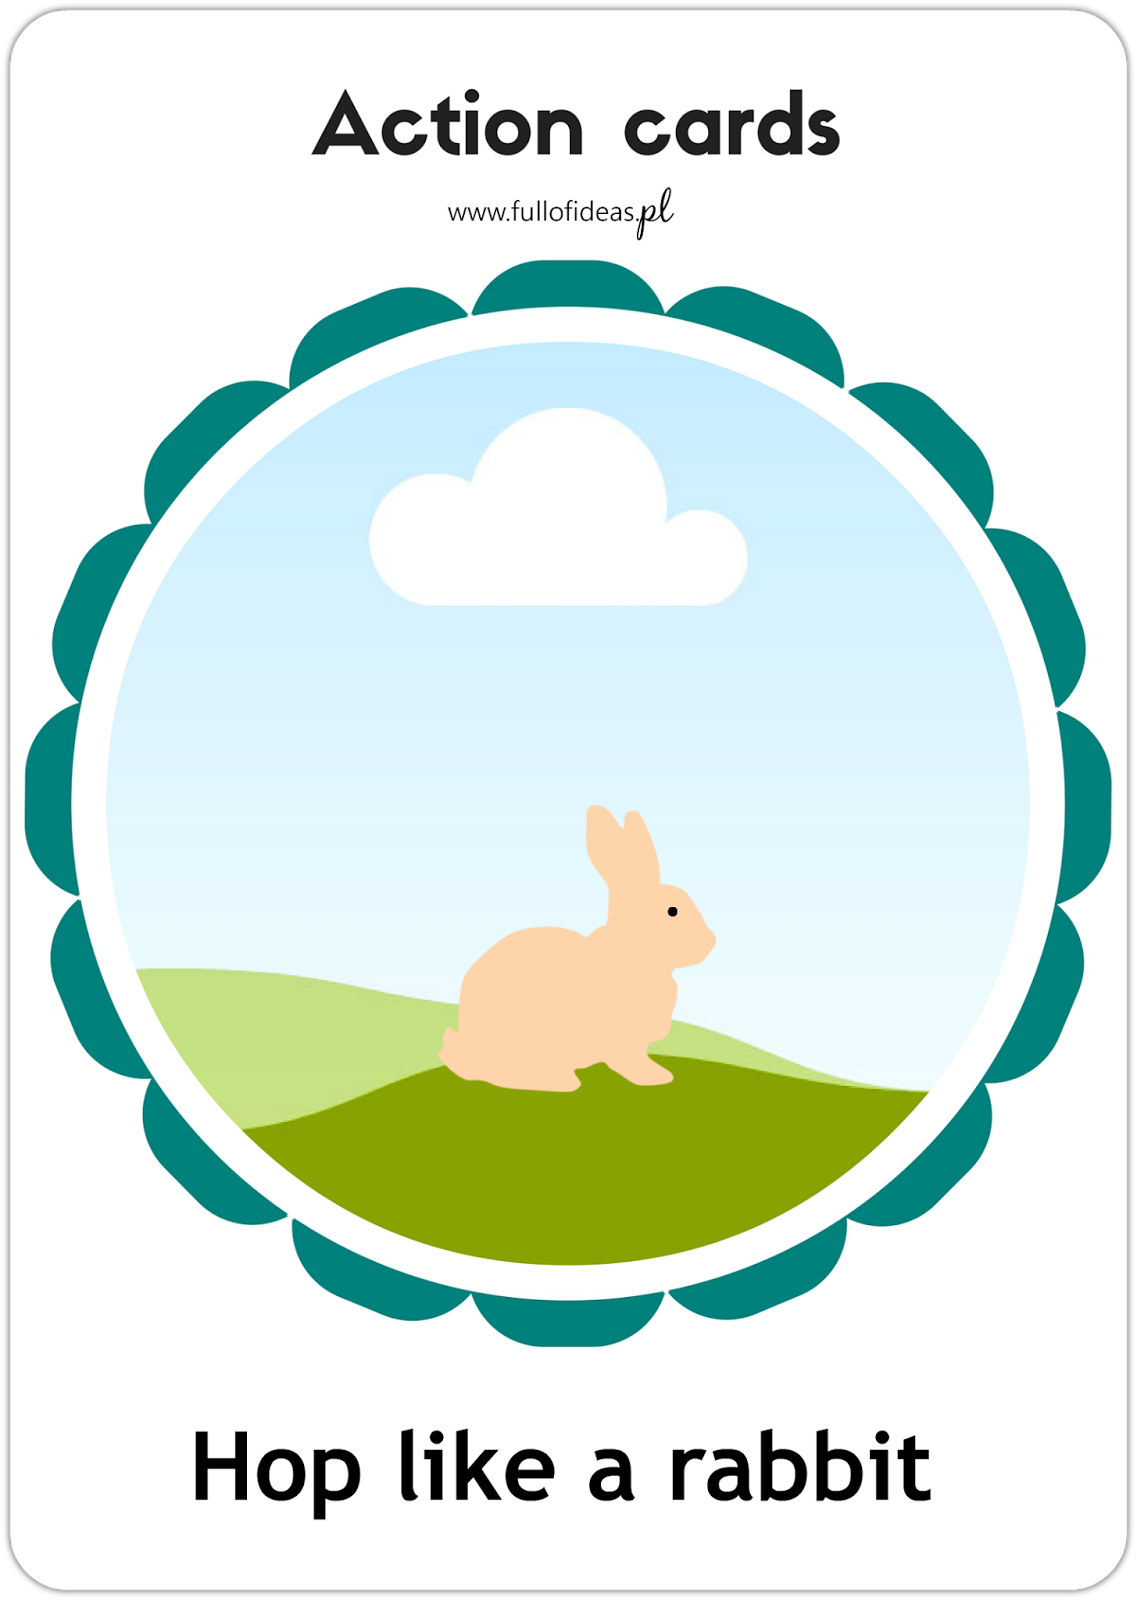 Action cards
www.fullofideas.pl
Hop like a rabbit